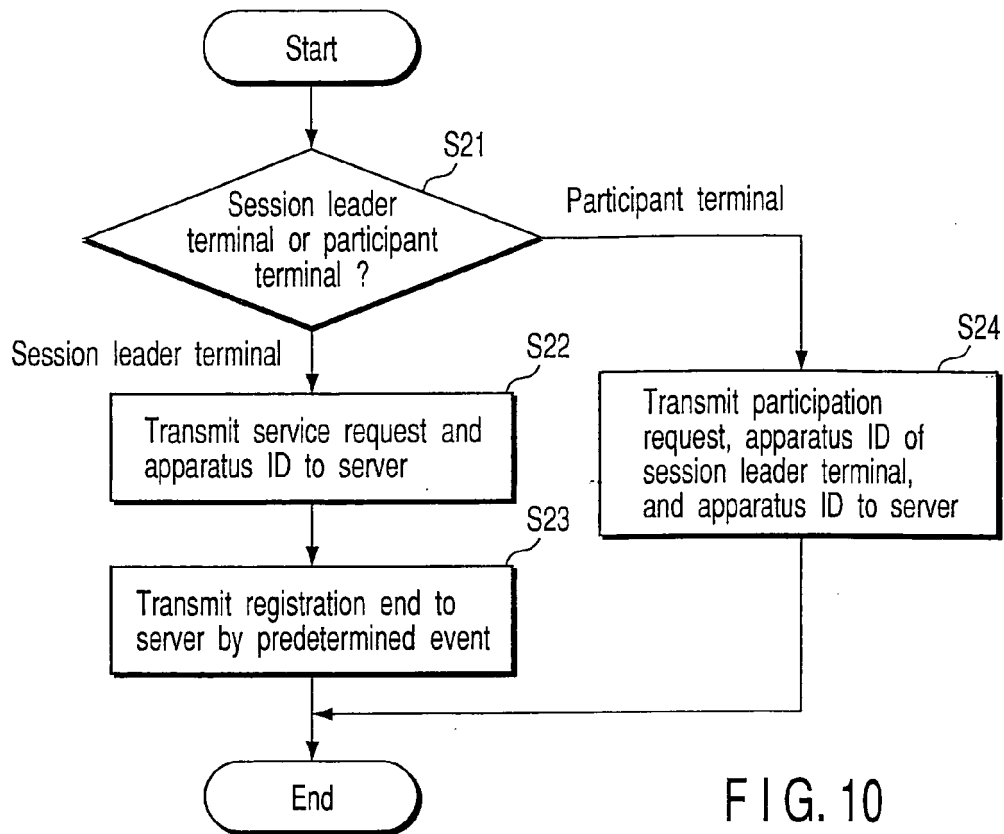 Start
S21
Session leader
terminal or participant
terminal ?
Participant terminal
Session leader terminal
S22
Transmit service request and
apparatus ID to server
S24
Transmit participation
request, apparatus ID of
session leader terminal,
and apparatus ID to server
S23
Transmit registration end to
server by predetermined event
End
FIG. 10